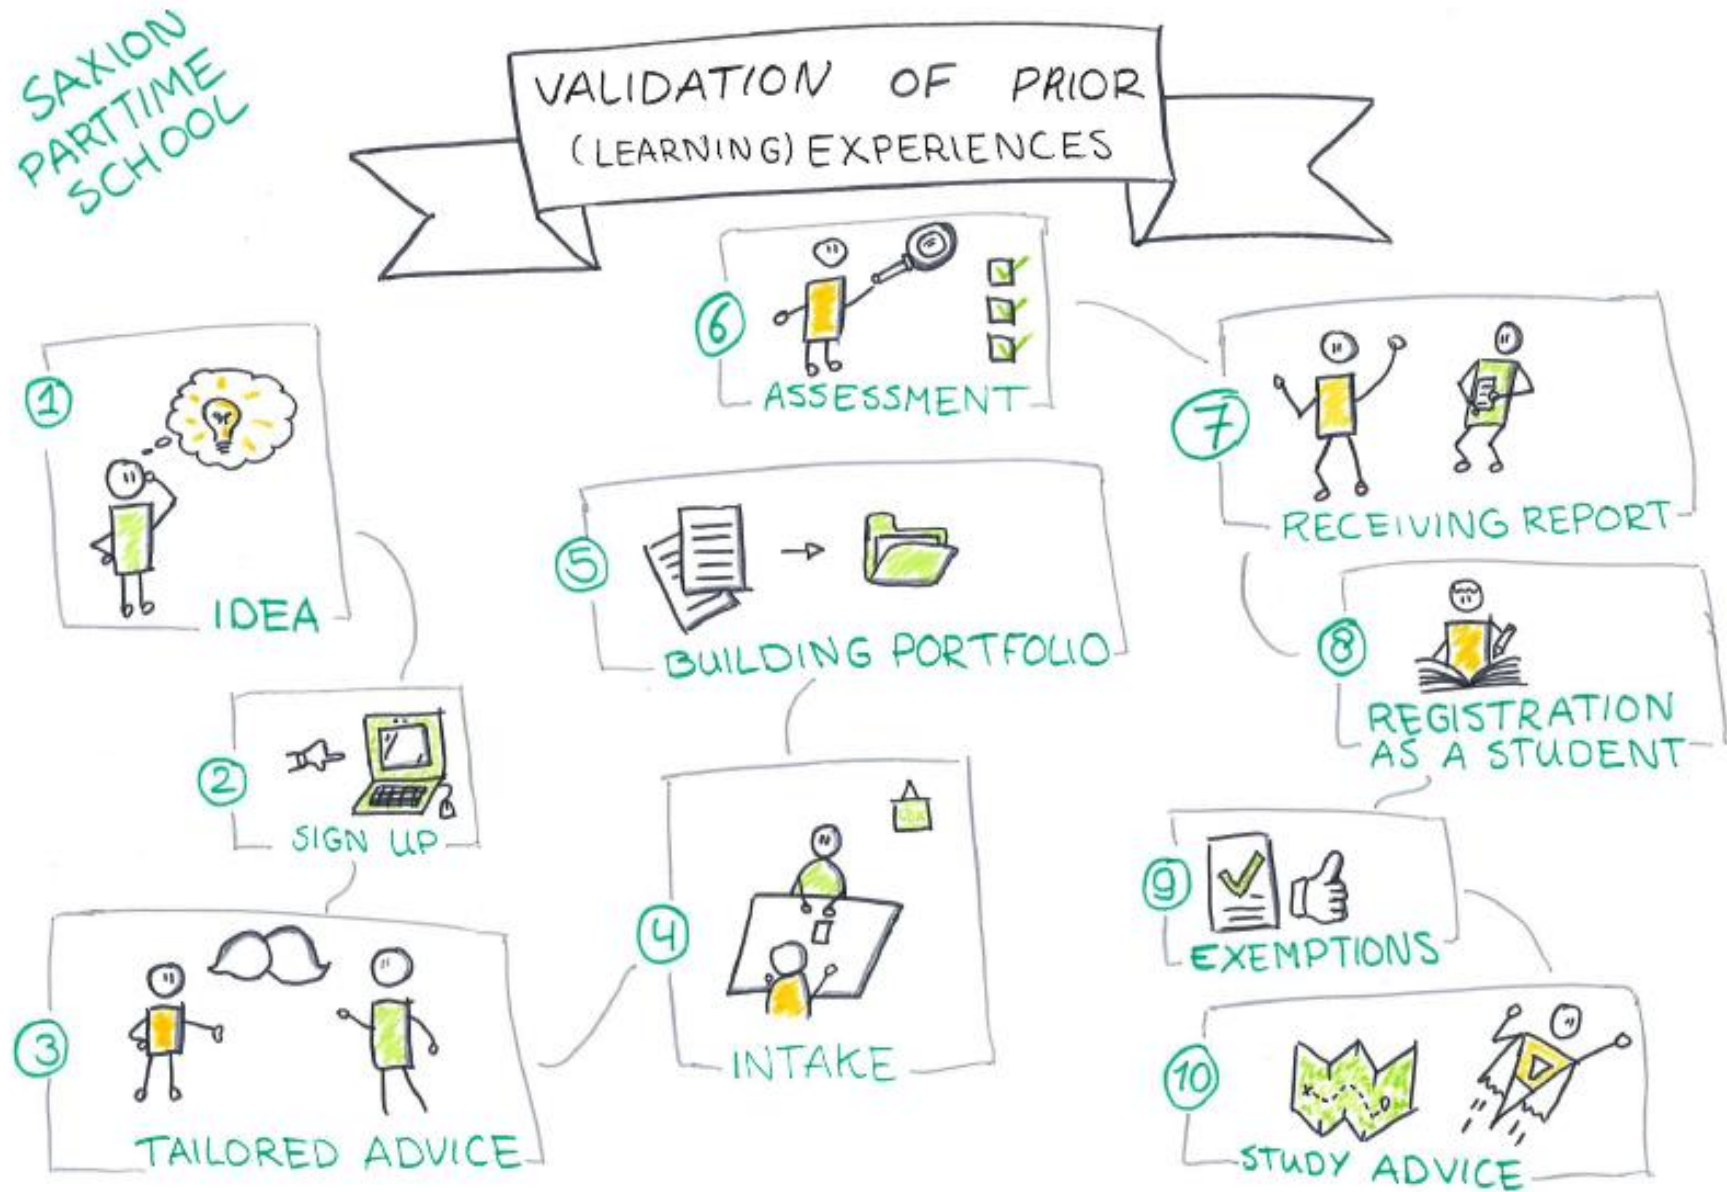 SAXION
PARTTIME
SCHOOL
VALIDATION OF PRIOR
(LEARNING) EXPERIENCES
1
IDEA
2
SIGN UP
3
TAILORED ADVICE
4
INTAKE
5
BUILDING PORTFOLIO
6
ASSESSMENT
7
RECEIVING REPORT
8
REGISTRATION
AS A STUDENT
9
EXEMPTIONS
10
STUDY ADVICE